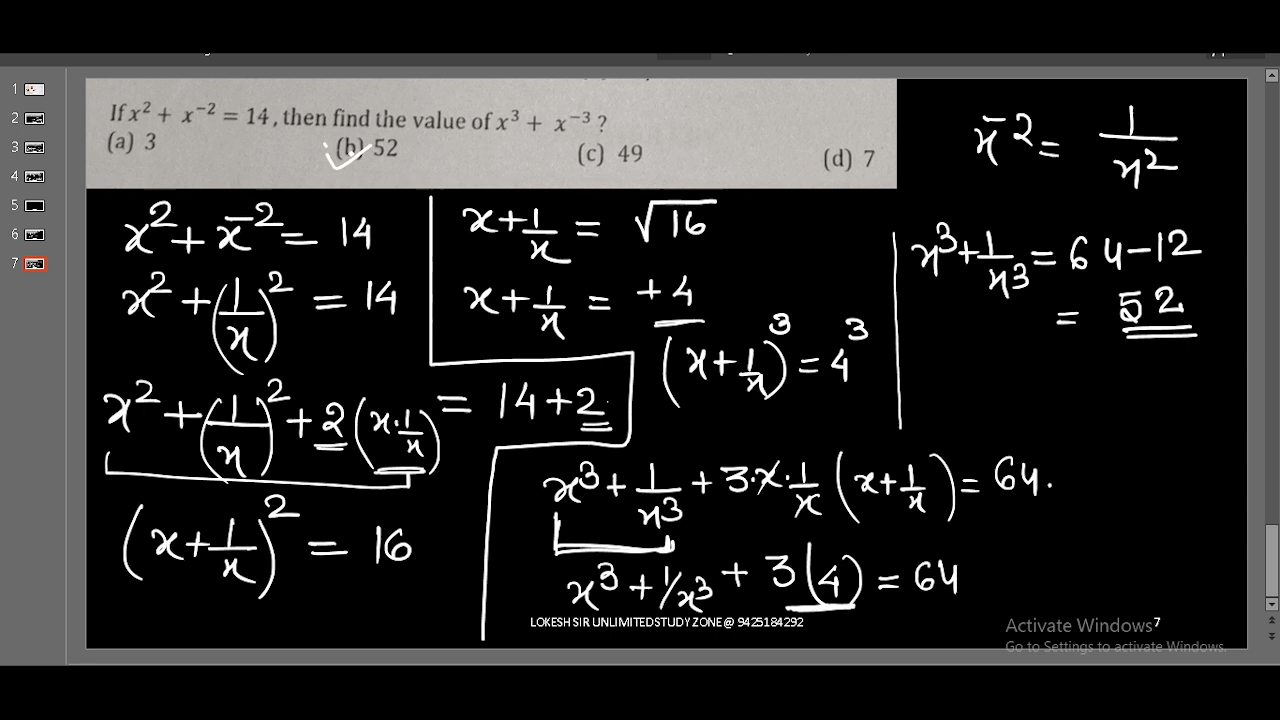 1
2
3
4
5
6
7
If x² + x⁻² = 14, then find the value of x³ + x⁻³ ?
(a) 3 (b) 52 (c) 49 (d) 7
x² + x⁻² = 14
x² + (1/x)² = 14
x² + (1/x)² + 2(x·1/x) = 14+2
(x + 1/x)² = 16
x + 1/x = √16
x + 1/x = +4
(x + 1/x)³ = 4³
x³ + 1/x³ + 3·x·1/x (x + 1/x) = 64.
x³ + 1/x³ + 3(4) = 64
x⁻² = 1/x²
x³ + 1/x³ = 64-12
= 52
LOKESH SIR UNLIMITED STUDY ZONE @ 9425184292
7
Activate Windows
Go to Settings to activate Windows.